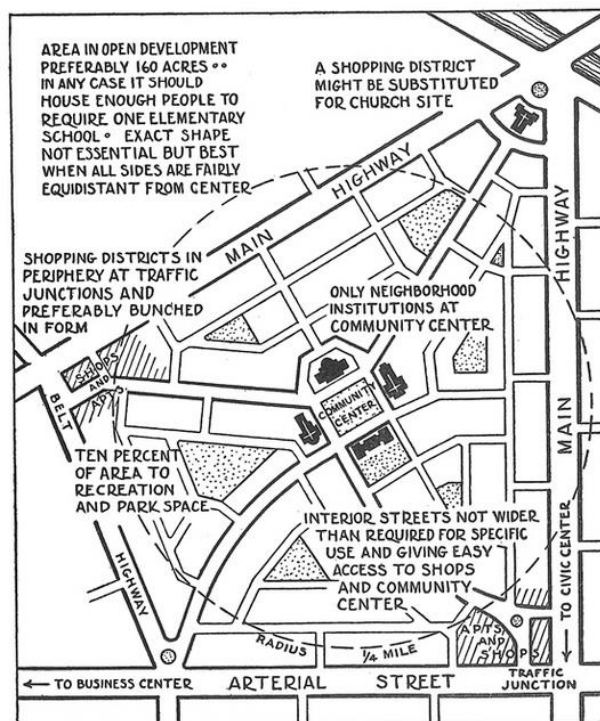 AREA IN OPEN DEVELOPMENT
PREFERABLY 160 ACRES ••
IN ANY CASE IT SHOULD
HOUSE ENOUGH PEOPLE TO
REQUIRE ONE ELEMENTARY
SCHOOL • EXACT SHAPE
NOT ESSENTIAL BUT BEST
WHEN ALL SIDES ARE FAIRLY
EQUIDISTANT FROM CENTER
A SHOPPING DISTRICT
MIGHT BE SUBSTITUTED
FOR CHURCH SITE
MAIN HIGHWAY
HIGHWAY
MAIN
SHOPPING DISTRICTS IN
PERIPHERY AT TRAFFIC
JUNCTIONS AND
PREFERABLY BUNCHED
IN FORM
ONLY NEIGHBORHOOD
INSTITUTIONS AT
COMMUNITY CENTER
SHOPS
AND
APTS.
BELT
HIGHWAY
COMMUNITY
CENTER
TEN PERCENT
OF AREA TO
RECREATION
AND PARK SPACE
INTERIOR STREETS NOT WIDER
THAN REQUIRED FOR SPECIFIC
USE AND GIVING EASY
ACCESS TO SHOPS
AND COMMUNITY
CENTER
→ TO CIVIC CENTER
APTS.
AND
SHOPS
RADIUS 1/4 MILE
TRAFFIC
JUNCTION
← TO BUSINESS CENTER
ARTERIAL STREET